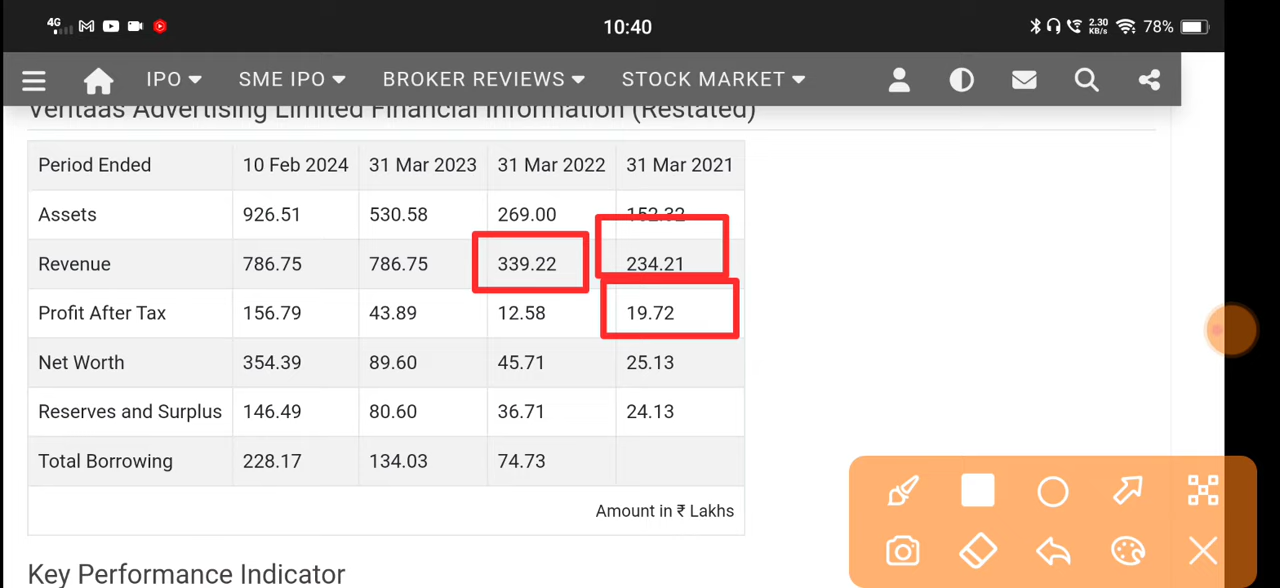 4G 10:40 2.30 KB/s 78%
IPO SME IPO BROKER REVIEWS STOCK MARKET
Veritaas Advertising Limited Financial Information (Restated)
Period Ended 10 Feb 2024 31 Mar 2023 31 Mar 2022 31 Mar 2021
Assets 926.51 530.58 269.00 152.32
Revenue 786.75 786.75 339.22 234.21
Profit After Tax 156.79 43.89 12.58 19.72
Net Worth 354.39 89.60 45.71 25.13
Reserves and Surplus 146.49 80.60 36.71 24.13
Total Borrowing 228.17 134.03 74.73
Amount in ₹ Lakhs
Key Performance Indicator